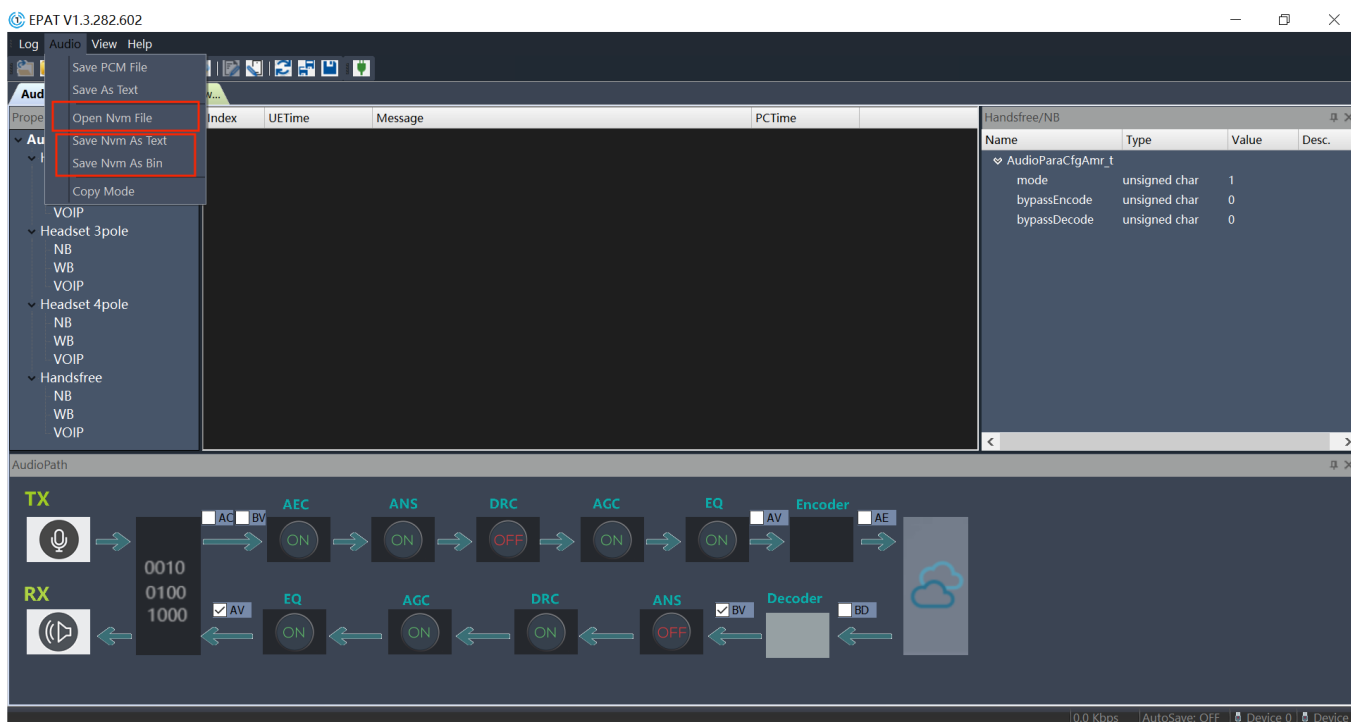 EPAT V1.3.282.602
Log Audio View Help
Save PCM File
Save As Text
Open Nvm File
Save Nvm As Text
Save Nvm As Bin
Copy Mode
Index UETime Message PCTime
VOIP
Headset 3pole
NB
WB
VOIP
Headset 4pole
NB
WB
VOIP
Handsfree
NB
WB
VOIP
Handsfree/NB
Name Type Value Desc.
AudioParaCfgAmr_t
mode unsigned char 1
bypassEncode unsigned char 0
bypassDecode unsigned char 0
AudioPath
TX
AC BV AEC ANS DRC AGC EQ AV Encoder AE
ON ON OFF ON ON
0010
0100
1000
RX
AV EQ AGC DRC ANS BV Decoder BD
ON ON ON OFF
0.0 Kbps AutoSave: OFF Device 0 Device